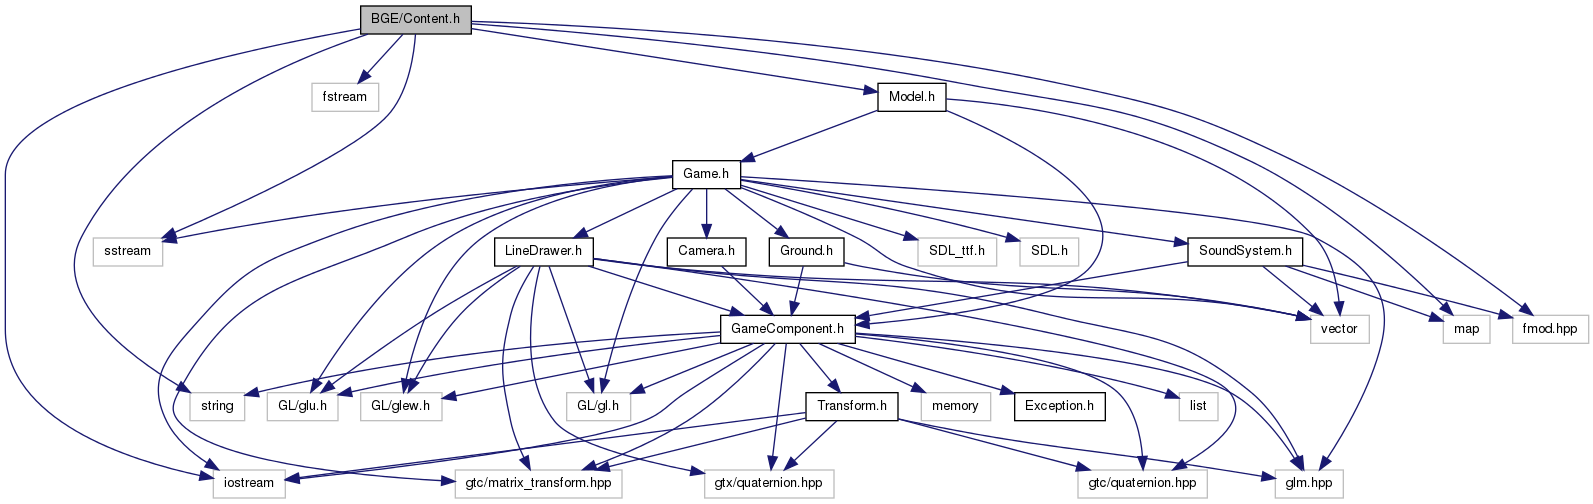 BGE/Content.h
fstream
Model.h
Game.h
sstream
LineDrawer.h
Camera.h
Ground.h
SDL_ttf.h
SDL.h
SoundSystem.h
GameComponent.h
vector
map
fmod.hpp
string
GL/glu.h
GL/glew.h
GL/gl.h
Transform.h
memory
Exception.h
list
iostream
gtc/matrix_transform.hpp
gtx/quaternion.hpp
gtc/quaternion.hpp
glm.hpp